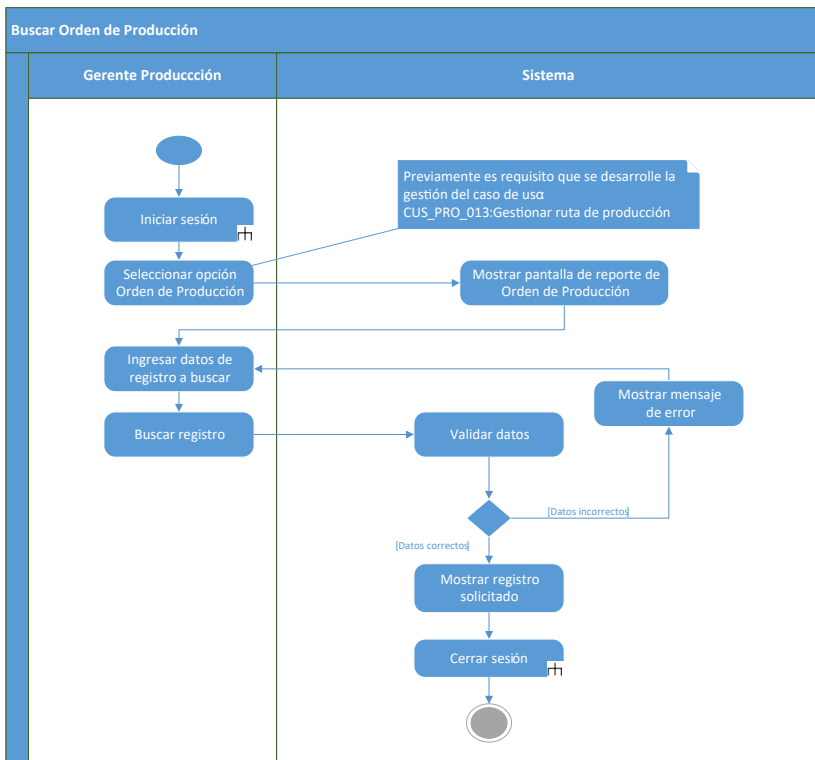 Buscar Orden de Producción
Gerente Produccción
Sistema
Previamente es requisito que se desarrolle la
gestión del caso de usα
CUS_PRO_013:Gestionar ruta de producción
Iniciar sesión
Seleccionar opción
Orden de Producción
Mostrar pantalla de reporte de
Orden de Producción
Ingresar datos de
registro a buscar
Mostrar mensaje
de error
Buscar registro
Validar datos
[Datos incorrectos]
[Datos correctos]
Mostrar registro
solicitado
Cerrar sesión